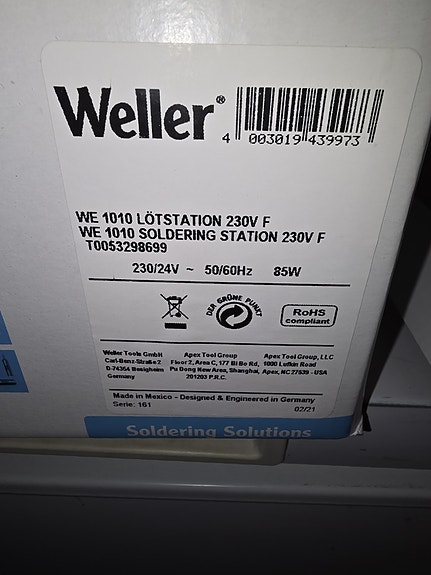 Weller®
4 003019 439973
WE 1010 LÖTSTATION 230V F
WE 1010 SOLDERING STATION 230V F
T0053298699
230/24V ~ 50/60Hz 85W
DER GRÜNE PUNKT
RoHS
compliant
Weller Tools GmbH
Carl-Benz-Straße 2
D-74354 Besigheim
Germany
Apex Tool Group
Floor 2, Area C, 177 Bi Bo Rd,
Pu Dong New Area, Shanghai,
201203 P.R.C.
Apex Tool Group, LLC
1000 Lufkin Road
Apex, NC 27539 - USA
Made in Mexico - Designed & Engineered in Germany
Serie: 161 02/21
Soldering Solutions